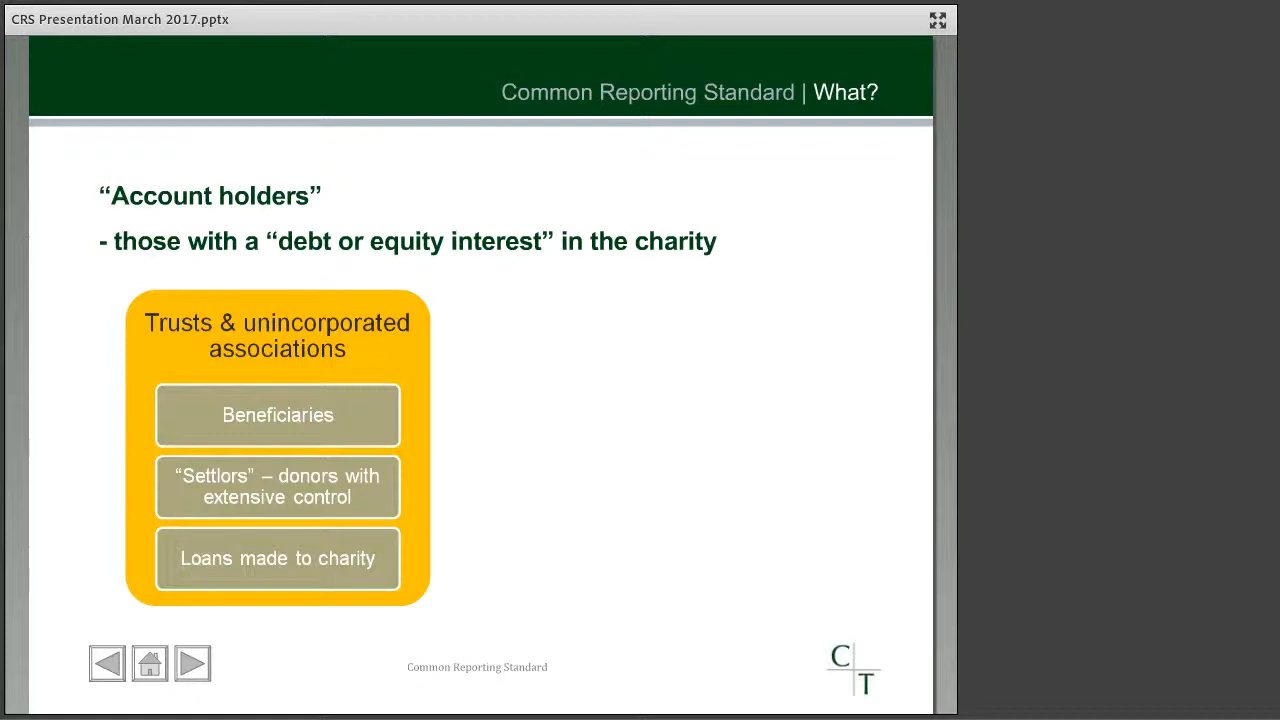 CRS Presentation March 2017.pptx
Common Reporting Standard | What?
“Account holders”
- those with a “debt or equity interest” in the charity
Trusts & unincorporated
associations
Beneficiaries
“Settlors” – donors with
extensive control
Loans made to charity
Common Reporting Standard
C
T